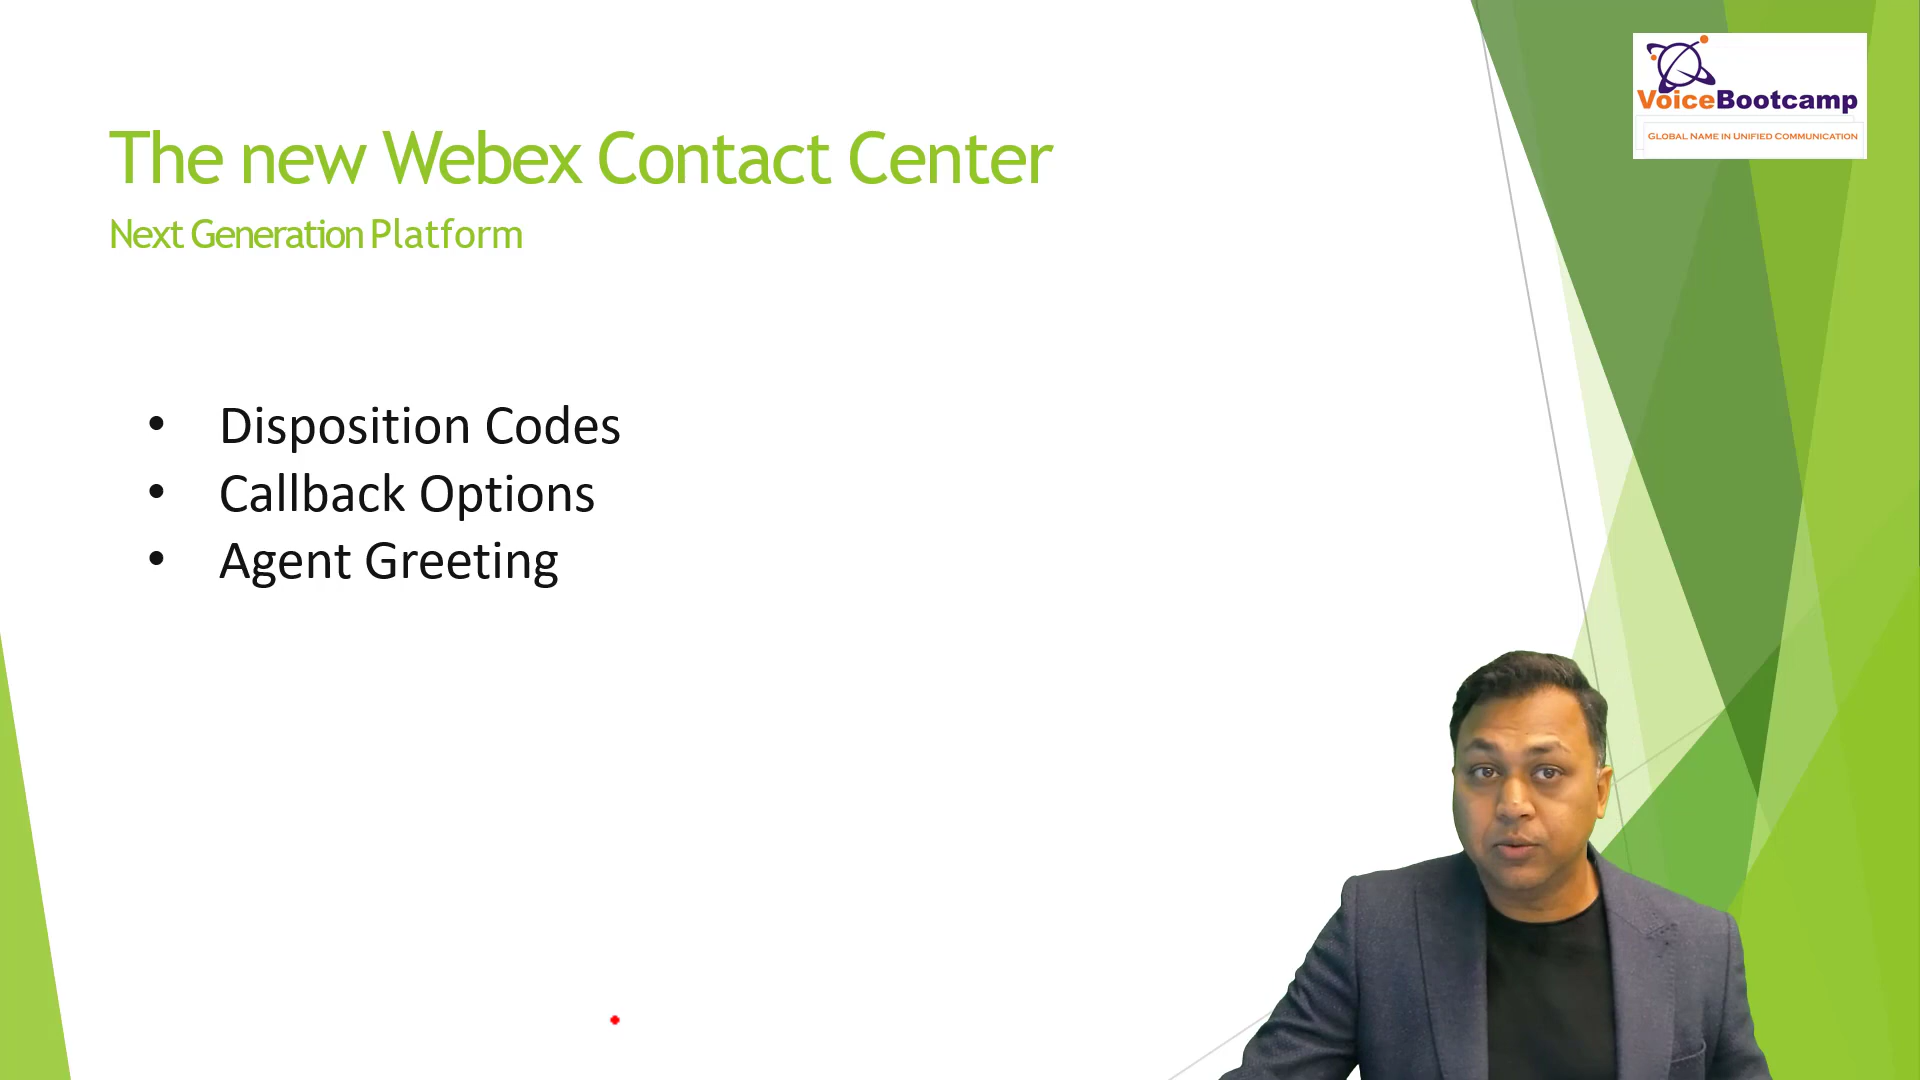 VoiceBootcamp
GLOBAL NAME IN UNIFIED COMMUNICATION
The new Webex Contact Center
Next Generation Platform
• Disposition Codes
• Callback Options
• Agent Greeting